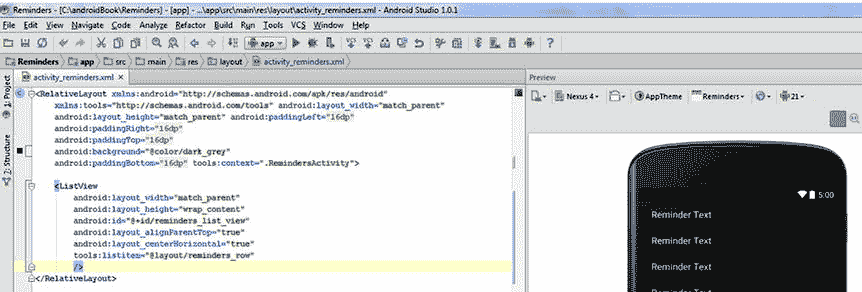 Reminders - [C:\androidBook\Reminders] - [app] - ...\app\src\main\res\layout\activity_reminders.xml - Android Studio 1.0.1
File Edit View Navigate Code Analyze Refactor Build Run Tools VCS Window Help
app
Reminders app src main res layout activity_reminders.xml
activity_reminders.xml
Preview
1: Project
Z: Structure
Nexus 4 AppTheme Reminders 21
<RelativeLayout xmlns:android="http://schemas.android.com/apk/res/android"
xmlns:tools="http://schemas.android.com/tools" android:layout_width="match_parent"
android:layout_height="match_parent" android:paddingLeft="16dp"
android:paddingRight="16dp"
android:paddingTop="16dp"
android:background="@color/dark_grey"
android:paddingBottom="16dp" tools:context=".RemindersActivity">
<ListView
android:layout_width="match_parent"
android:layout_height="wrap_content"
android:id="@+id/reminders_list_view"
android:layout_alignParentTop="true"
android:layout_centerHorizontal="true"
tools:listitem="@layout/reminders_row"
/>
</RelativeLayout>
5:00
Reminder Text
Reminder Text
Reminder Text